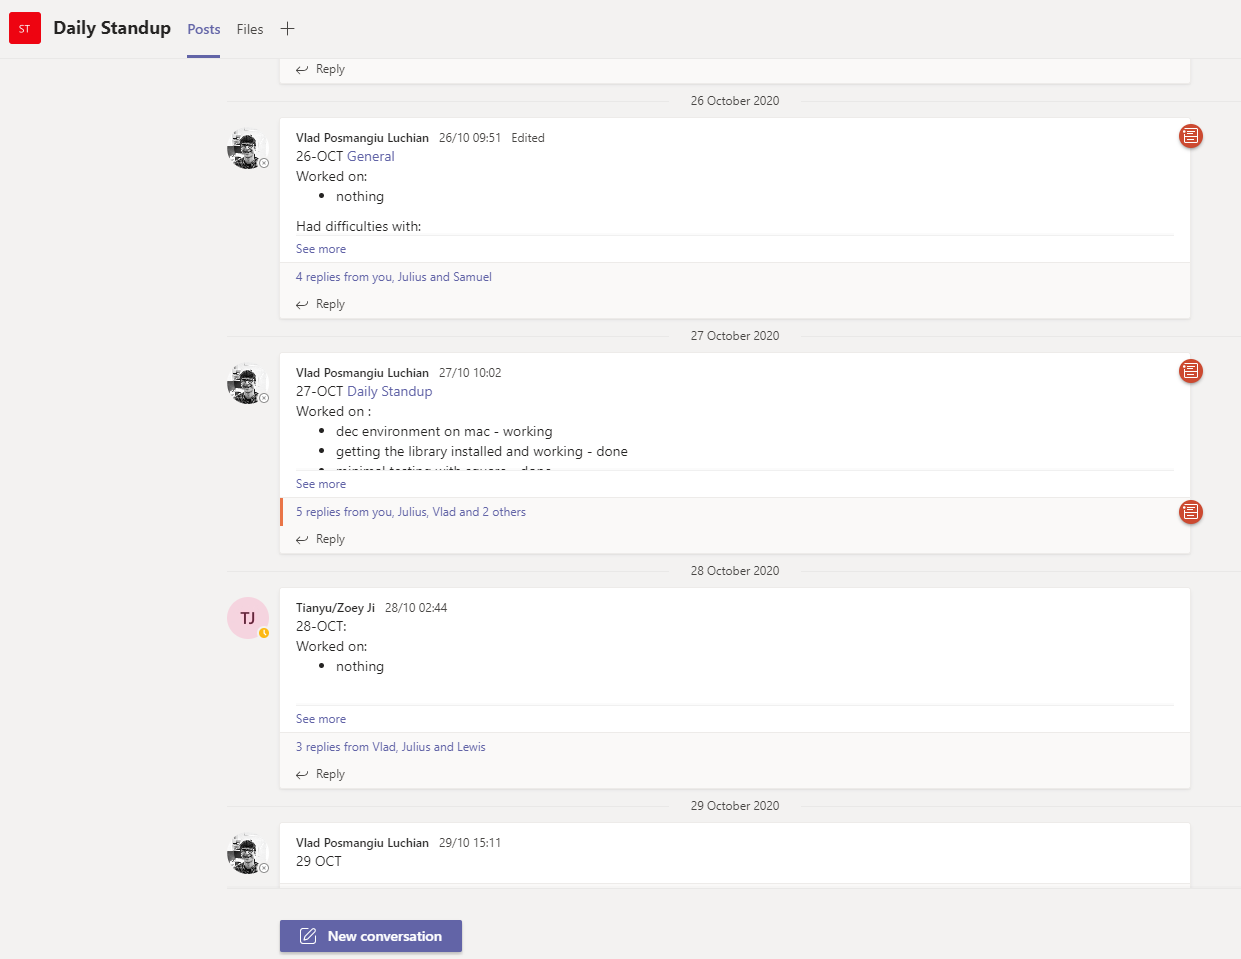 ST
Daily Standup
Posts
Files
Reply
26 October 2020
Vlad Posmangiu Luchian 26/10 09:51 Edited
26-OCT General
Worked on:
nothing
Had difficulties with:
See more
4 replies from you, Julius and Samuel
Reply
27 October 2020
Vlad Posmangiu Luchian 27/10 10:02
27-OCT Daily Standup
Worked on :
dec environment on mac - working
getting the library installed and working - done
minimal testing with square - done
See more
5 replies from you, Julius, Vlad and 2 others
Reply
28 October 2020
TJ
Tianyu/Zoey Ji 28/10 02:44
28-OCT:
Worked on:
nothing
See more
3 replies from Vlad, Julius and Lewis
Reply
29 October 2020
Vlad Posmangiu Luchian 29/10 15:11
29 OCT
New conversation